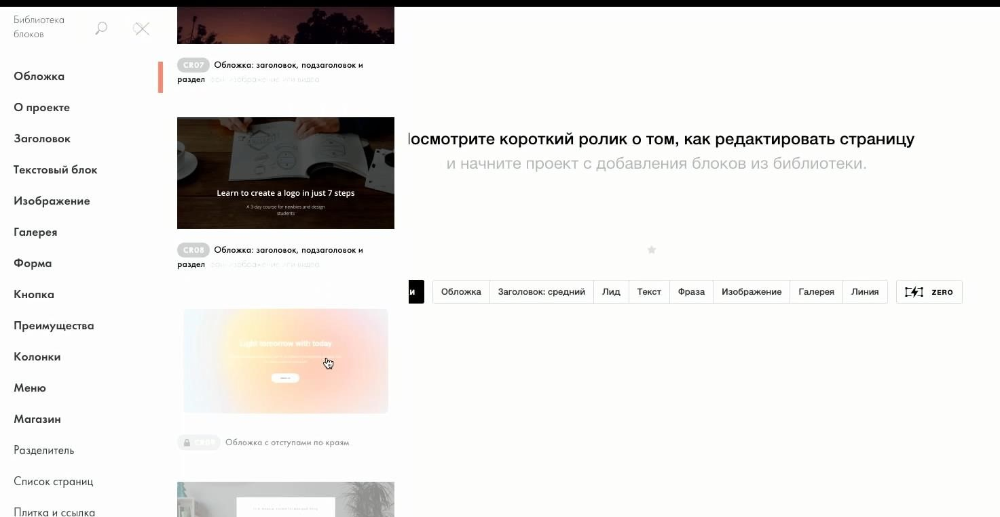 Библиотека
блоков
Обложка
О проекте
Заголовок
Текстовый блок
Изображение
Галерея
Форма
Кнопка
Преимущества
Колонки
Меню
Магазин
Разделитель
Список страниц
Плитка и ссылка
CR07 Обложка: заголовок, подзаголовок и
раздел фон: изображение или видео
Learn to create a logo in just 7 steps
A 3-day course for newbies and design
students
CR08 Обложка: заголовок, подзаголовок и
раздел фон: изображение или видео
Light tomorrow with today
CR09 Обложка с отступами по краям
осмотрите короткий ролик о том, как редактировать страницу
и начните проект с добавления блоков из библиотеки.
и
Обложка
Заголовок: средний
Лид
Текст
Фраза
Изображение
Галерея
Линия
ZERO